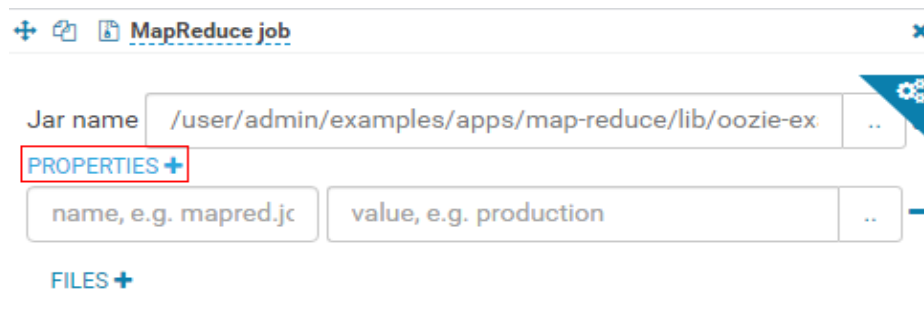 MapReduce job
Jar name /user/admin/examples/apps/map-reduce/lib/oozie-ex ..
PROPERTIES +
name, e.g. mapred.jc value, e.g. production ..
FILES +